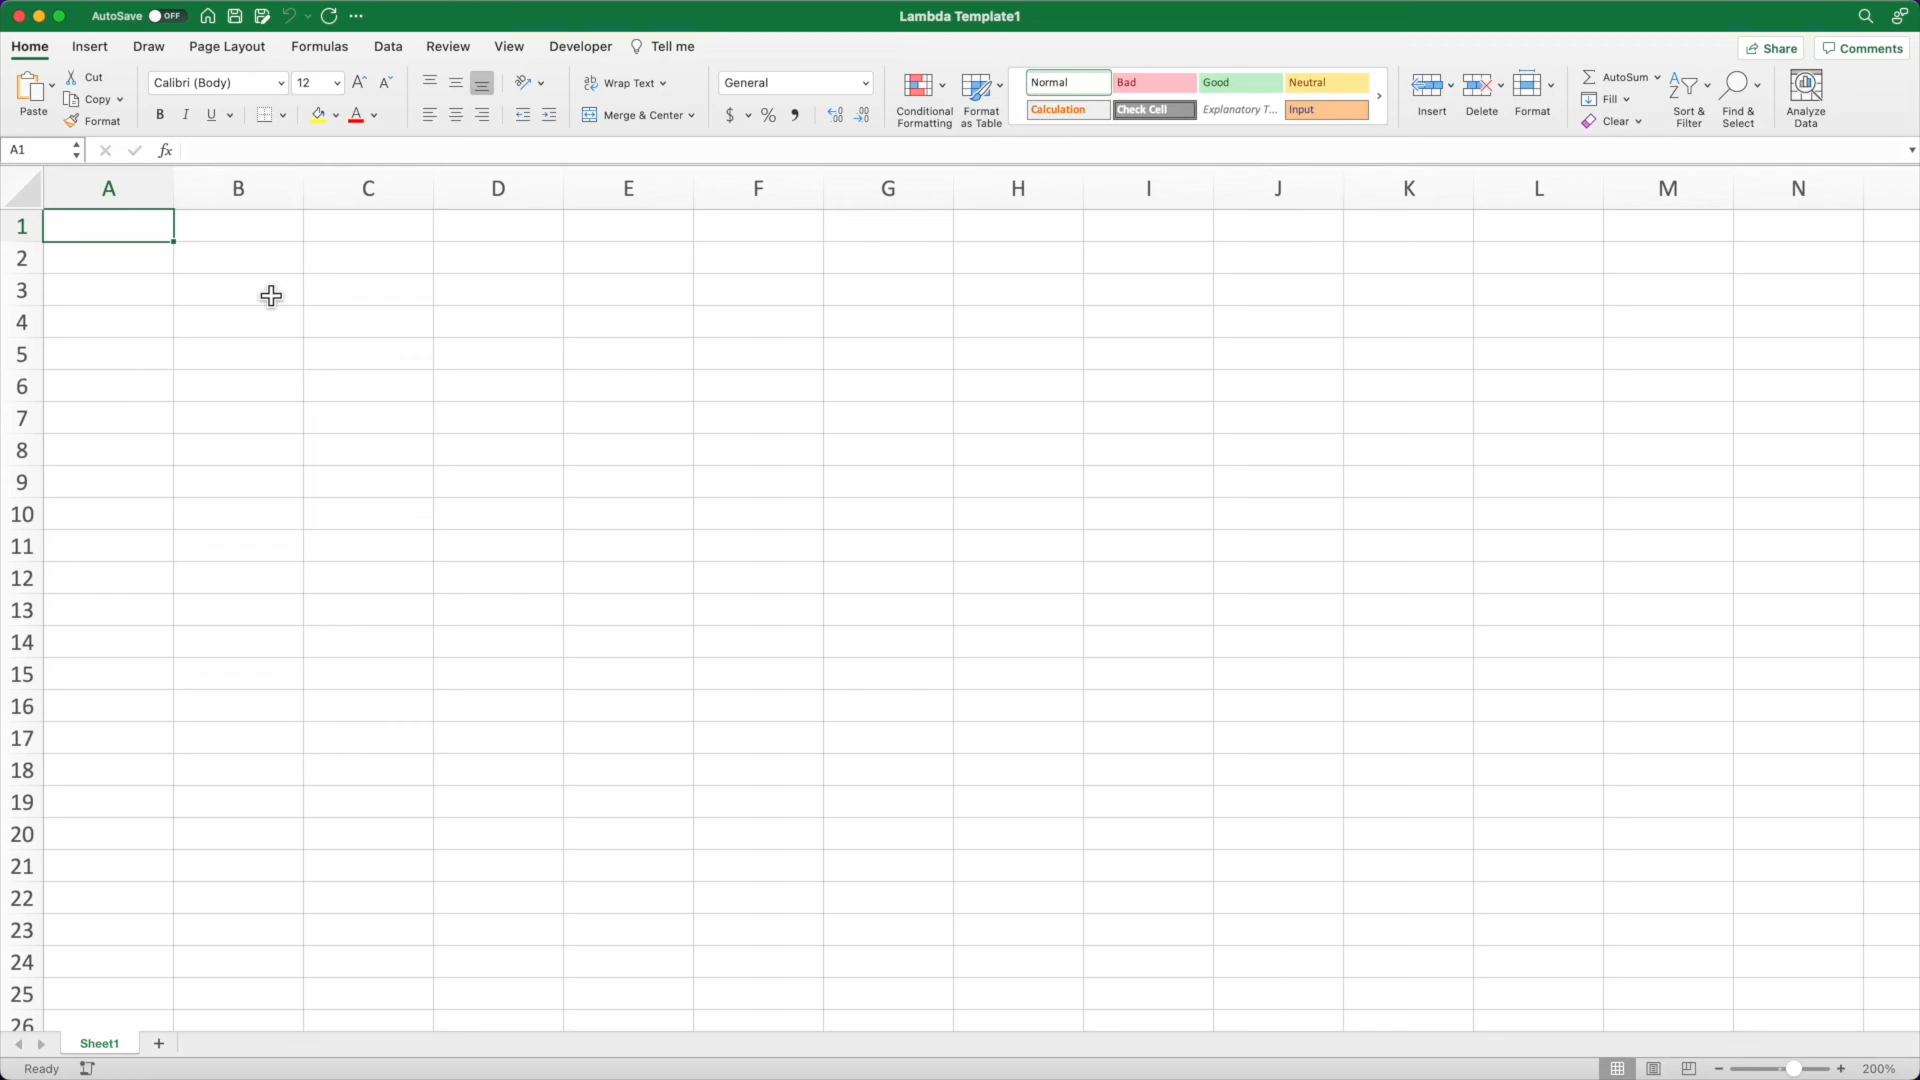 AutoSave OFF
Lambda Template1
Home Insert Draw Page Layout Formulas Data Review View Developer Tell me
Share Comments
Paste
Cut
Copy
Format
Calibri (Body) 12
B I U
Wrap Text
Merge & Center
General
$ % ,
Conditional Formatting
Format as Table
Normal Bad Good Neutral
Calculation Check Cell Explanatory T... Input
Insert Delete Format
AutoSum
Fill
Clear
Sort & Filter
Find & Select
Analyze Data
A1
fx
A B C D E F G H I J K L M N
1
2
3
4
5
6
7
8
9
10
11
12
13
14
15
16
17
18
19
20
21
22
23
24
25
26
Sheet1 +
Ready
200%